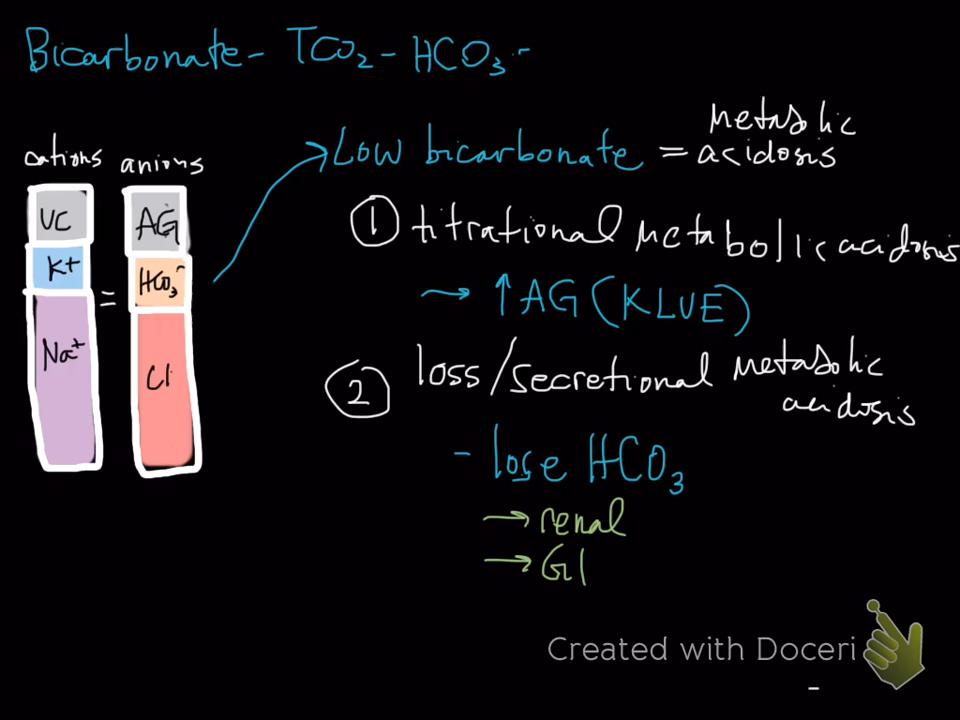 Bicarbonate - TCO2 - HCO3-
cations anions
UC AG
K+ = HCO3-
Na+ Cl
Low bicarbonate = metabolic acidosis
① titrational metabolic acidosis
→ ↑AG (KLUE)
② loss/secretional metabolic acidosis
- lose HCO3
→ renal
→ GI
Created with Doceri